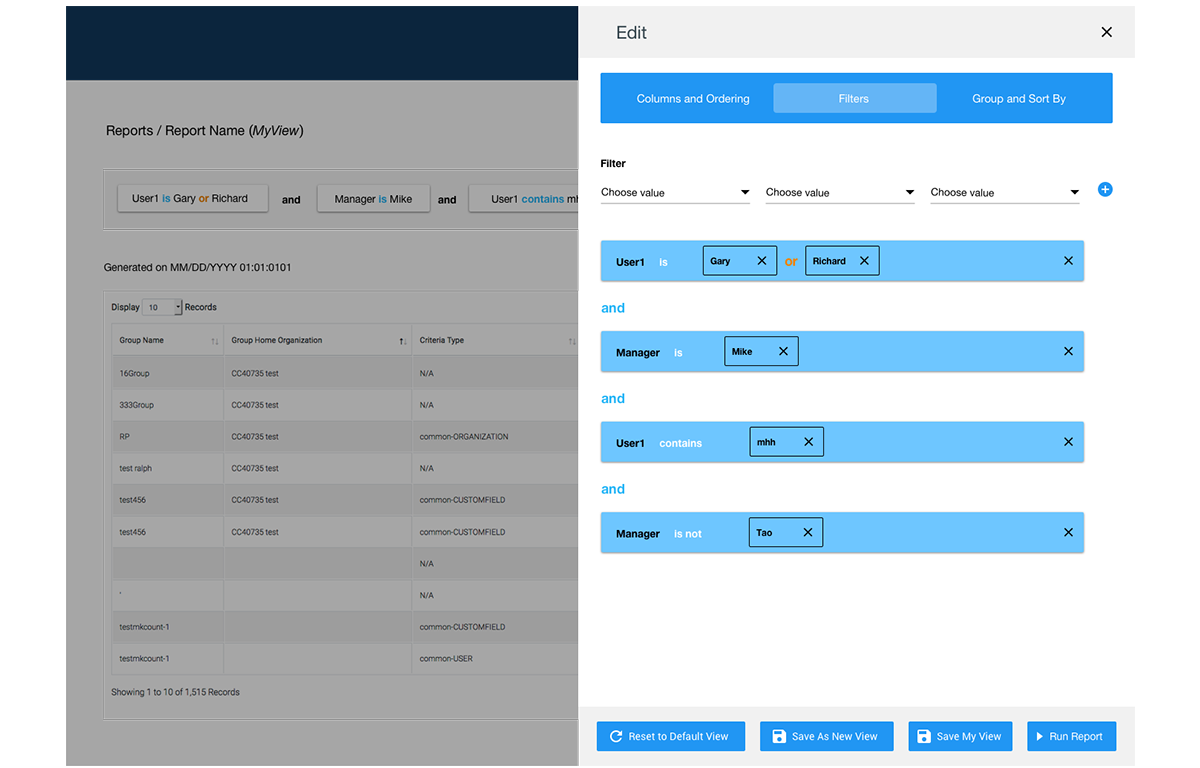 Edit
Columns and Ordering Filters Group and Sort By
Reports / Report Name (MyView)
Filter
Choose value Choose value Choose value
User1 is Gary or Richard and Manager is Mike and User1 contains mh
User1 is Gary or Richard
Generated on MM/DD/YYYY 01:01:0101
and
Display 10 Records
Group Name Group Home Organization Criteria Type
Manager is Mike
16Group CC40735 test N/A
and
333Group CC40735 test N/A
RP CC40735 test common-ORGANIZATION
User1 contains mhh
test ralph CC40735 test N/A
and
test456 CC40735 test common-CUSTOMFIELD
test456 CC40735 test common-CUSTOMFIELD
Manager is not Tao
N/A
' N/A
testmkcount-1 common-CUSTOMFIELD
testmkcount-1 common-USER
Showing 1 to 10 of 1,515 Records
Reset to Default View Save As New View Save My View Run Report